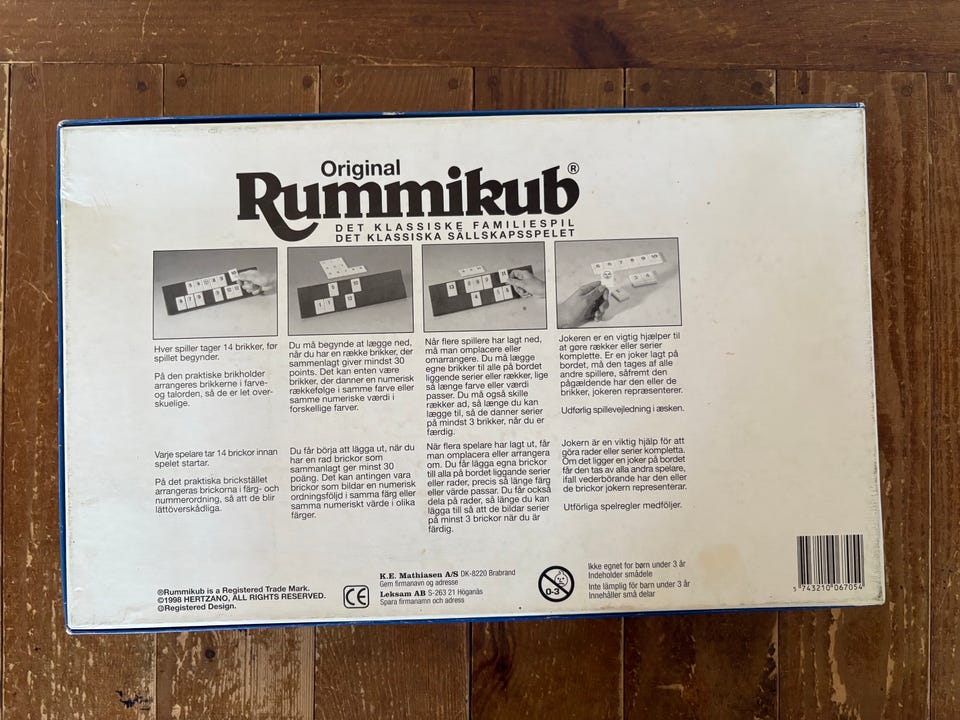 Original
Rummikub®
DET KLASSISKE FAMILIESPIL
DET KLASSISKA SÄLLSKAPSSPELET
Hver spiller tager 14 brikker, før
spillet begynder.
På den praktiske brikholder
arrangeres brikkerne i farve-
og talorden, så de er let over-
skuelige.
Du må begynde at lægge ned,
når du har en række brikker, der
sammenlagt giver mindst 30
points. Det kan enten være
brikker, der danner en numerisk
rækkefølge i samme farve eller
samme numeriske værdi i
forskellige farver.
Når flere spillere har lagt ned,
må man omplacere eller
omarrangere. Du må lægge
egne brikker til alle på bordet
liggende serier eller rækker, lige
så længe farve eller værdi
passer. Du må også skille
rækker ad, så længe du kan
lægge til, så de danner serier
på mindst 3 brikker, når du er
færdig.
Jokeren er en vigtig hjælper til
at gøre rækker eller serier
komplette. Er en joker lagt på
bordet, må den tages af alle
andre spillere, såfremt den
pågældende har den eller de
brikker, jokeren repræsenterer.
Udførlig spillevejledning i æsken.
Varje spelare tar 14 brickor innan
spelet startar.
På det praktiska brickstället
arrangeras brickorna i färg- och
nummerordning, så att de blir
lättöverskådliga.
Du får börja att lägga ut, när du
har en rad brickor som
sammanlagt ger minst 30
poäng. Det kan antingen vara
brickor som bildar en numerisk
ordningsföljd i samma färg eller
samma numeriskt värde i olika
färger.
När flera spelare har lagt ut, får
man omplacera eller arrangera
om. Du får lägga egna brickor
till alla på bordet liggande serier
eller rader, precis så länge färg
eller värde passar. Du får också
dela på rader, så länge du kan
lägga till så att de bildar serier
på minst 3 brickor när du är
färdig.
Jokern är en viktig hjälp för att
göra rader eller serier kompletta.
Om det ligger en joker på bordet
får den tas av alla andra spelare,
ifall vederbörande har den eller
de brickor jokern representerar.
Utförliga spelregler medföljer.
®Rummikub is a Registered Trade Mark.
©1998 HERTZANO, ALL RIGHTS RESERVED.
®Registered Design.
CE
K.E. Mathiasen A/S DK-8220 Brabrand
Gem firmanavn og adresse
Leksam AB S-263 21 Höganäs
Spara firmanamn och adress
0-3
Ikke egnet for børn under 3 år
Indeholder smådele
Inte lämplig för barn under 3 år
Innehåller små delar
5 743210 067054